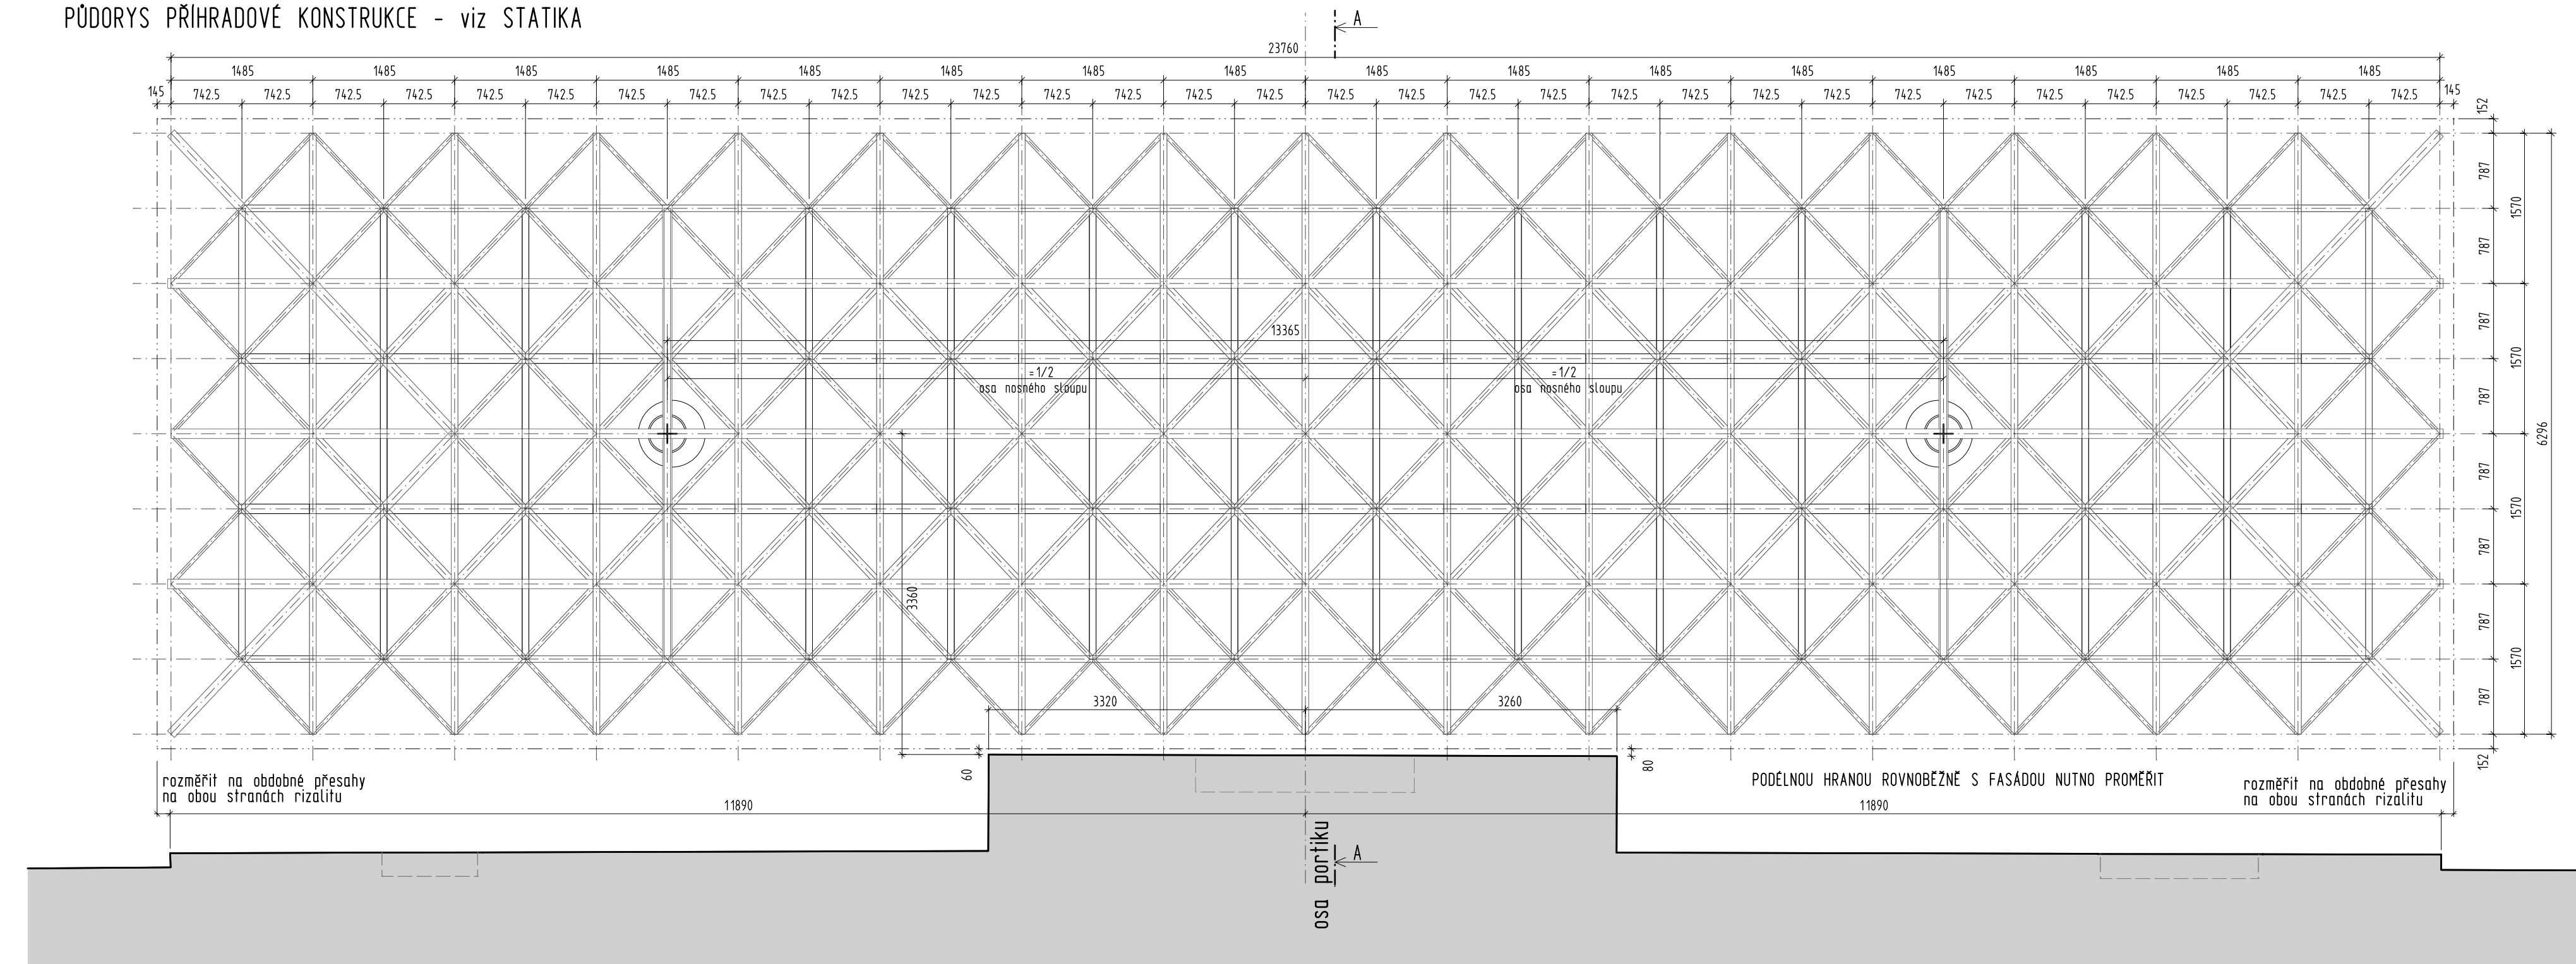 PŮDORYS PŘÍHRADOVÉ KONSTRUKCE - viz STATIKA
A
23760
1485 1485 1485 1485 1485 1485 1485 1485 1485 1485 1485 1485 1485 1485 1485 1485
145 742.5 742.5 742.5 742.5 742.5 742.5 742.5 742.5 742.5 742.5 742.5 742.5 742.5 742.5 742.5 742.5 742.5 742.5 742.5 742.5 742.5 742.5 742.5 742.5 742.5 742.5 742.5 742.5 742.5 742.5 742.5 742.5 145
152
787
787
787
787
787
787
787
787
152
1570
1570
1570
1570
6296
13365
=1/2 =1/2
osa nosného sloupu osa nosného sloupu
3360
3320 3260
60 80
rozměřit na obdobné přesahy
na obou stranách rizalitu
PODÉLNOU HRANOU ROVNOBĚŽNĚ S FASÁDOU NUTNO PROMĚŘIT
rozměřit na obdobné přesahy
na obou stranách rizalitu
11890 11890
osa portiku
A